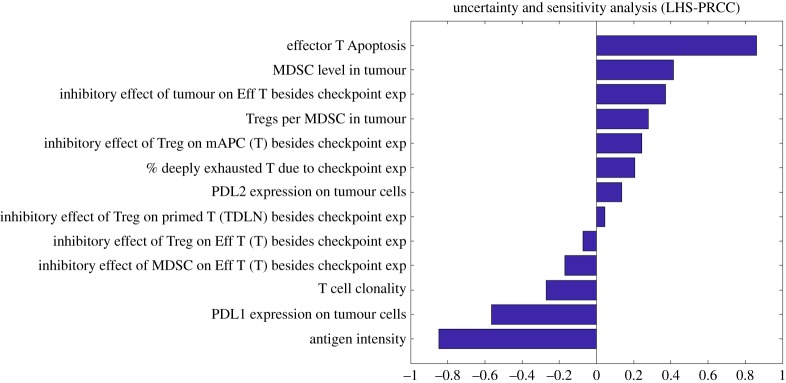 uncertainty and sensitivity analysis (LHS-PRCC)
effector T Apoptosis
MDSC level in tumour
inhibitory effect of tumour on Eff T besides checkpoint exp
Tregs per MDSC in tumour
inhibitory effect of Treg on mAPC (T) besides checkpoint exp
% deeply exhausted T due to checkpoint exp
PDL2 expression on tumour cells
inhibitory effect of Treg on primed T (TDLN) besides checkpoint exp
inhibitory effect of Treg on Eff T (T) besides checkpoint exp
inhibitory effect of MDSC on Eff T (T) besides checkpoint exp
T cell clonality
PDL1 expression on tumour cells
antigen intensity
−1 −0.8 −0.6 −0.4 −0.2 0 0.2 0.4 0.6 0.8 1